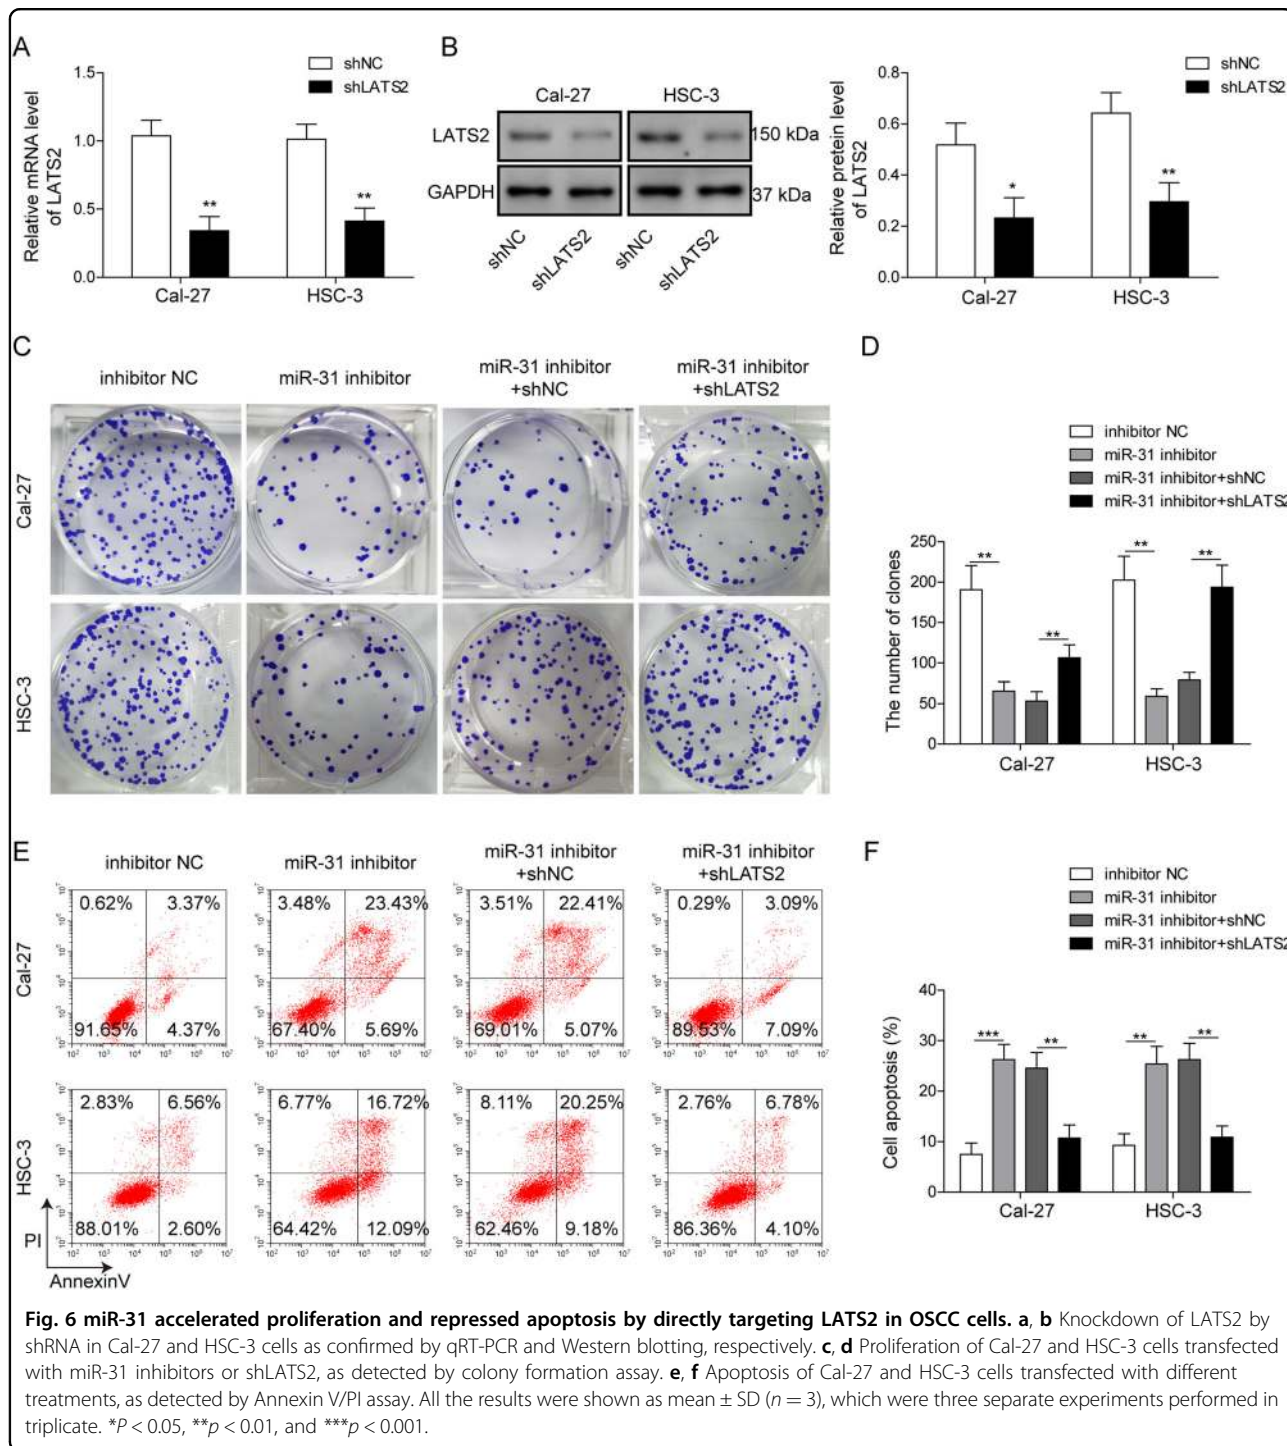 A
shNC
shLATS2
Relative mRNA level
of LATS2
1.5
1.0
0.5
0.0
**
**
Cal-27
HSC-3
B
Cal-27
HSC-3
LATS2
150 kDa
GAPDH
37 kDa
shNC
shLATS2
shNC
shLATS2
shNC
shLATS2
Relative pretein level
of LATS2
0.8
0.6
0.4
0.2
0.0
*
**
Cal-27
HSC-3
C
inhibitor NC
miR-31 inhibitor
miR-31 inhibitor
+shNC
miR-31 inhibitor
+shLATS2
Cal-27
HSC-3
D
inhibitor NC
miR-31 inhibitor
miR-31 inhibitor+shNC
miR-31 inhibitor+shLATS2
The number of clones
250
200
150
100
50
0
**
**
**
**
Cal-27
HSC-3
E
inhibitor NC
miR-31 inhibitor
miR-31 inhibitor
+shNC
miR-31 inhibitor
+shLATS2
Cal-27
0.62% 3.37%
91.65% 4.37%
3.48% 23.43%
67.40% 5.69%
3.51% 22.41%
69.01% 5.07%
0.29% 3.09%
89.53% 7.09%
HSC-3
2.83% 6.56%
88.01% 2.60%
6.77% 16.72%
64.42% 12.09%
8.11% 20.25%
62.46% 9.18%
2.76% 6.78%
86.36% 4.10%
PI
AnnexinV
F
inhibitor NC
miR-31 inhibitor
miR-31 inhibitor+shNC
miR-31 inhibitor+shLATS2
Cell apoptosis (%)
40
30
20
10
0
***
**
**
**
Cal-27
HSC-3
Fig. 6 miR-31 accelerated proliferation and repressed apoptosis by directly targeting LATS2 in OSCC cells. a, b Knockdown of LATS2 by
shRNA in Cal-27 and HSC-3 cells as confirmed by qRT-PCR and Western blotting, respectively. c, d Proliferation of Cal-27 and HSC-3 cells transfected
with miR-31 inhibitors or shLATS2, as detected by colony formation assay. e, f Apoptosis of Cal-27 and HSC-3 cells transfected with different
treatments, as detected by Annexin V/PI assay. All the results were shown as mean ± SD (n = 3), which were three separate experiments performed in
triplicate. *P < 0.05, **p < 0.01, and ***p < 0.001.